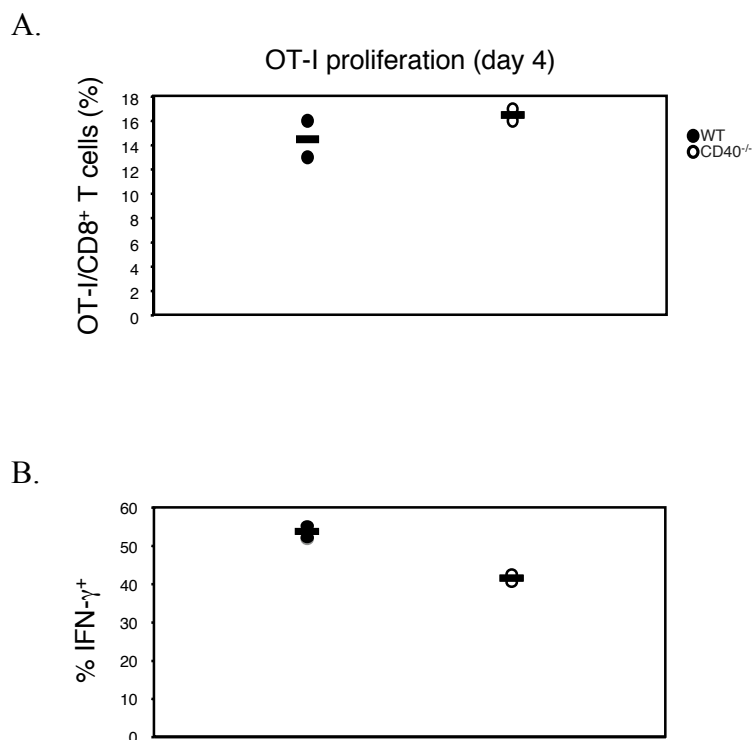 A.
OT-I proliferation (day 4)
OT-I/CD8⁺ T cells (%)
18
16
14
12
10
8
6
4
2
0
WT
CD40⁻/⁻
B.
% IFN-γ⁺
60
50
40
30
20
10
0